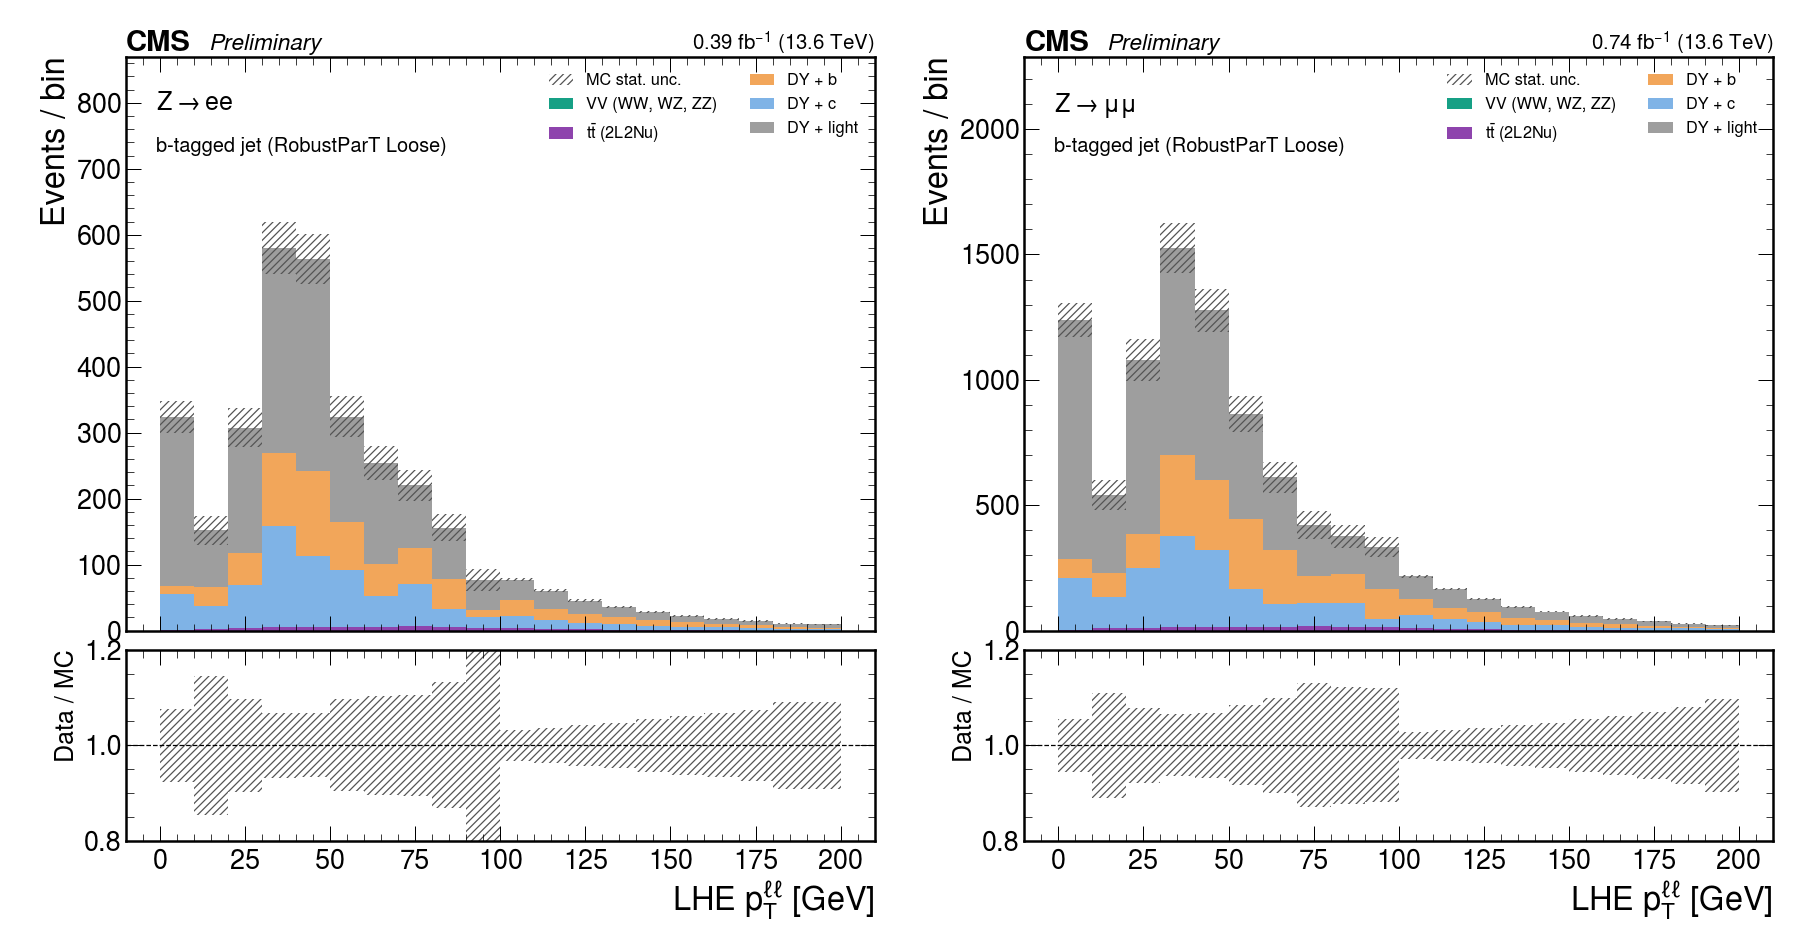 CMS Preliminary 0.39 fb⁻¹ (13.6 TeV)
Events / bin
Z → ee
b-tagged jet (RobustParT Loose)
MC stat. unc.
VV (WW, WZ, ZZ)
tt̄ (2L2Nu)
DY + b
DY + c
DY + light
800
700
600
500
400
300
200
100
0
Data / MC
1.2
1.0
0.8
0 25 50 75 100 125 150 175 200
LHE p_T^ℓℓ [GeV]
CMS Preliminary 0.74 fb⁻¹ (13.6 TeV)
Events / bin
Z → μμ
b-tagged jet (RobustParT Loose)
MC stat. unc.
VV (WW, WZ, ZZ)
tt̄ (2L2Nu)
DY + b
DY + c
DY + light
2000
1500
1000
500
0
Data / MC
1.2
1.0
0.8
0 25 50 75 100 125 150 175 200
LHE p_T^ℓℓ [GeV]